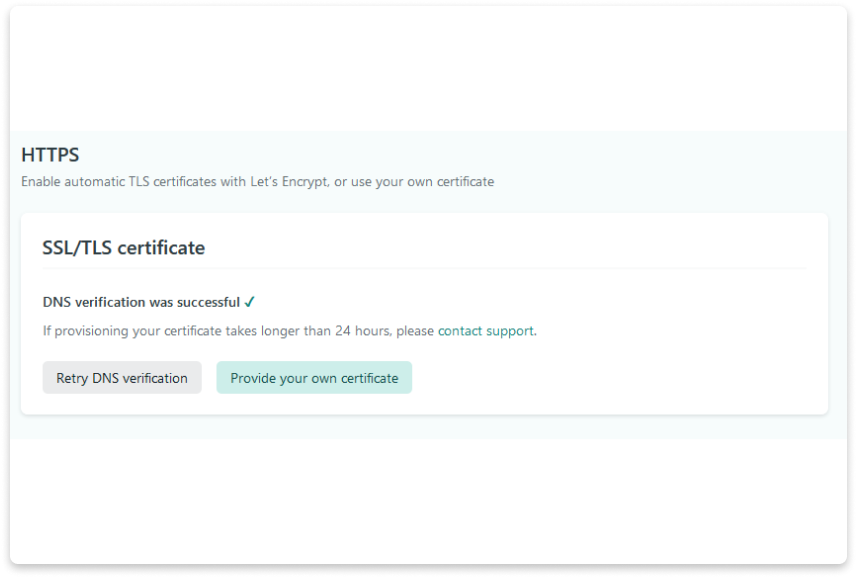 HTTPS
Enable automatic TLS certificates with Let's Encrypt, or use your own certificate
SSL/TLS certificate
DNS verification was successful ✓
If provisioning your certificate takes longer than 24 hours, please contact support.
Retry DNS verification
Provide your own certificate